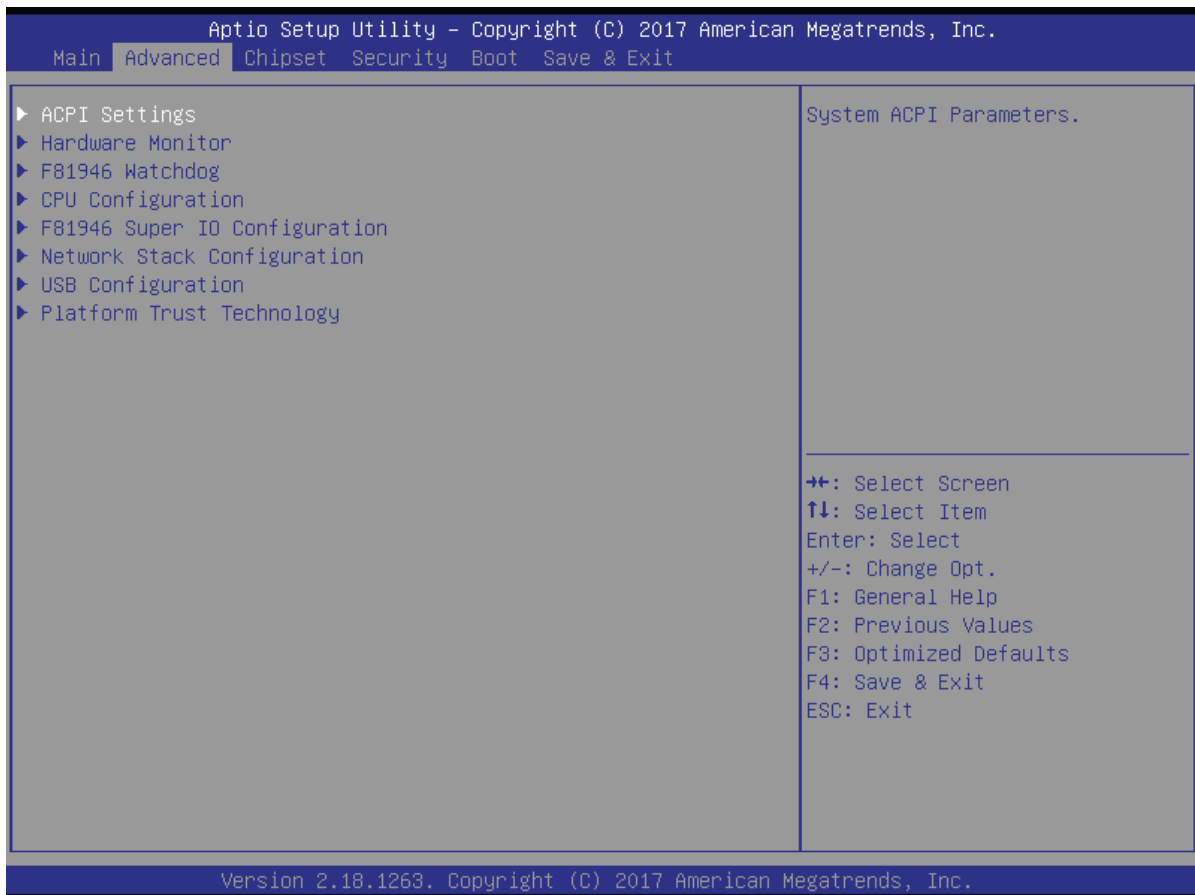 Aptio Setup Utility – Copyright (C) 2017 American Megatrends, Inc.
Main Advanced Chipset Security Boot Save & Exit
▶ ACPI Settings
▶ Hardware Monitor
▶ F81946 Watchdog
▶ CPU Configuration
▶ F81946 Super IO Configuration
▶ Network Stack Configuration
▶ USB Configuration
▶ Platform Trust Technology
System ACPI Parameters.
→←: Select Screen
↑↓: Select Item
Enter: Select
+/-: Change Opt.
F1: General Help
F2: Previous Values
F3: Optimized Defaults
F4: Save & Exit
ESC: Exit
Version 2.18.1263. Copyright (C) 2017 American Megatrends, Inc.